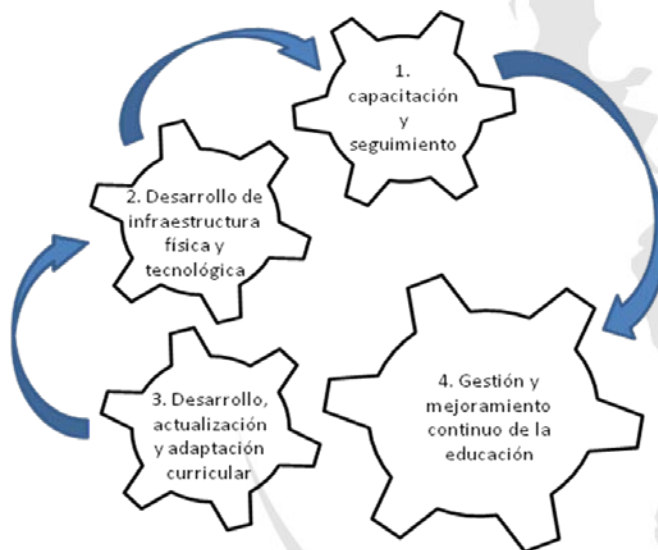 1.
capacitación
y
seguimiento
2. Desarrollo de
infraestructura
física y
tecnológica
3. Desarrollo,
actualización
y adaptación
curricular
4. Gestión y
mejoramiento
continuo de la
educación